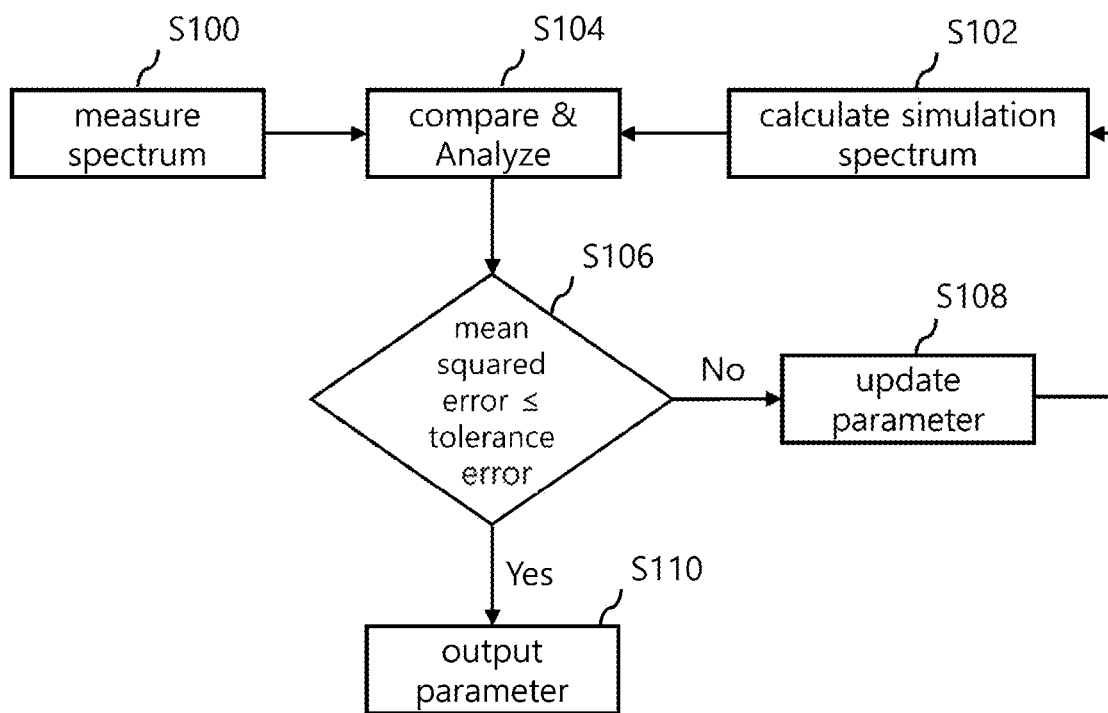 S100
S104
S102
measure
spectrum
compare &
Analyze
calculate simulation
spectrum
S106
mean
squared
error ≤
tolerance
error
No
S108
update
parameter
Yes
S110
output
parameter